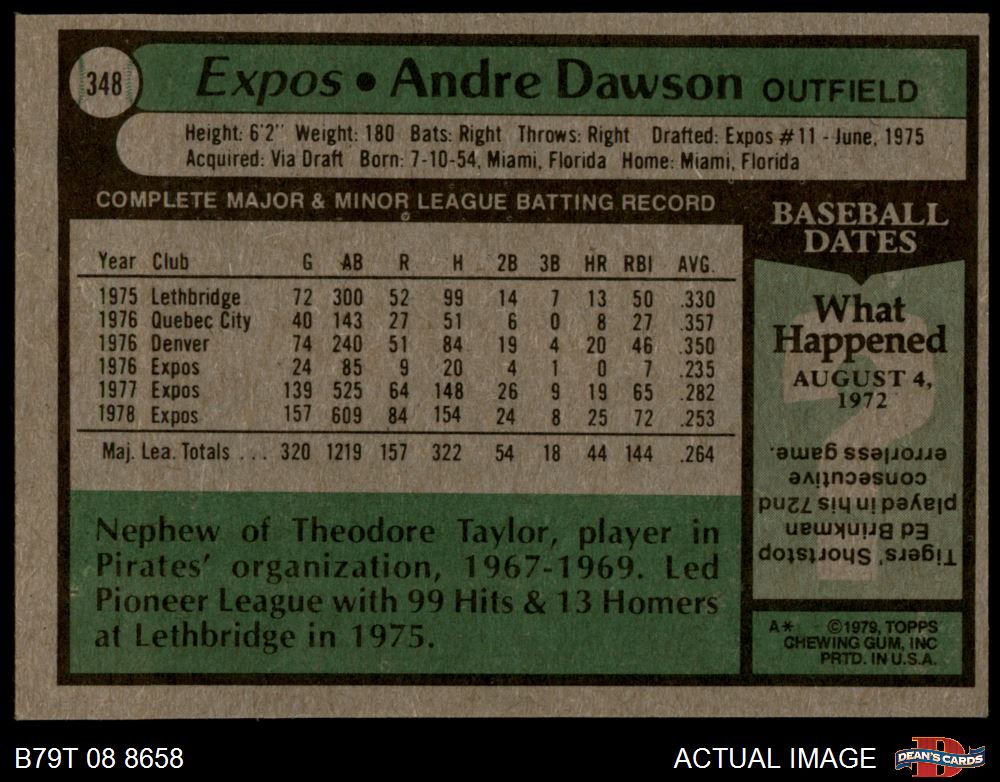 348
Expos • Andre Dawson OUTFIELD
Height: 6'2" Weight: 180 Bats: Right Throws: Right Drafted: Expos #11 - June, 1975
Acquired: Via Draft Born: 7-10-54, Miami, Florida Home: Miami, Florida
COMPLETE MAJOR & MINOR LEAGUE BATTING RECORD
Year Club G AB R H 2B 3B HR RBI AVG.
1975 Lethbridge 72 300 52 99 14 7 13 50 .330
1976 Quebec City 40 143 27 51 6 0 8 27 .357
1976 Denver 74 240 51 84 19 4 20 46 .350
1976 Expos 24 85 9 20 4 1 0 7 .235
1977 Expos 139 525 64 148 26 9 19 65 .282
1978 Expos 157 609 84 154 24 8 25 72 .253
Maj. Lea. Totals ... 320 1219 157 322 54 18 44 144 .264
Nephew of Theodore Taylor, player in
Pirates' organization, 1967-1969. Led
Pioneer League with 99 Hits & 13 Homers
at Lethbridge in 1975.
BASEBALL
DATES
What
Happened
AUGUST 4,
1972
?
Tigers' Shortstop
Ed Brinkman
played in his 72nd
consecutive
errorless game.
A* ©1979, TOPPS
CHEWING GUM, INC
PRTD. IN U.S.A.
B79T 08 8658
ACTUAL IMAGE
D
DEAN'S CARDS